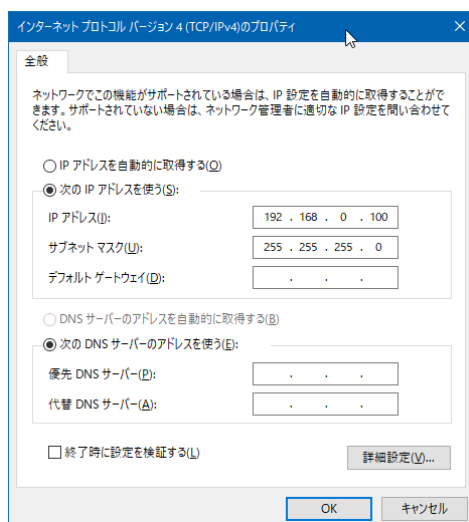 インターネット プロトコル バージョン 4 (TCP/IPv4)のプロパティ
全般
ネットワークでこの機能がサポートされている場合は、IP 設定を自動的に取得することがで
きます。サポートされていない場合は、ネットワーク管理者に適切な IP 設定を問い合わせて
ください。
IP アドレスを自動的に取得する(O)
次の IP アドレスを使う(S):
IP アドレス(I): 192 . 168 . 0 . 100
サブネット マスク(U): 255 . 255 . 255 . 0
デフォルト ゲートウェイ(D): . . .
DNS サーバーのアドレスを自動的に取得する(B)
次の DNS サーバーのアドレスを使う(E):
優先 DNS サーバー(P): . . .
代替 DNS サーバー(A): . . .
終了時に設定を検証する(L)
詳細設定(V)...
OK キャンセル